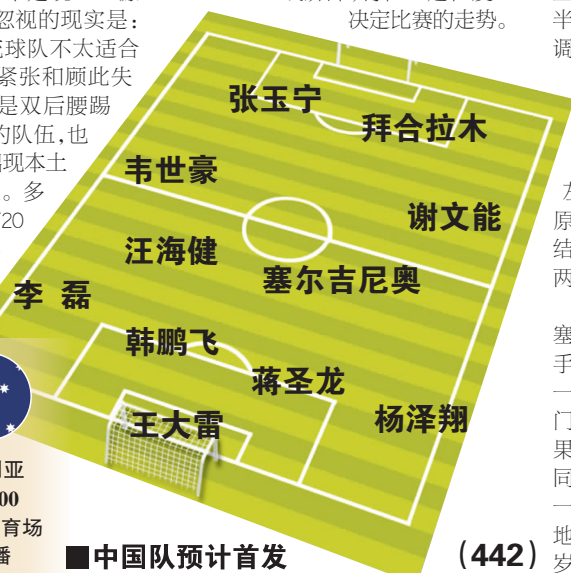 忽视的现实是：
球队不太适合
紧张和顾此失
是双后腰踢
的队伍，也
现本土
。多
20
决定比赛的走势。
半
调
张玉宁
拜合拉木
韦世豪
谢文能
汪海健
塞尔吉尼奥
李 磊
韩鹏飞
蒋圣龙
王大雷
杨泽翔
原
结
两
塞
手
一
门
果
同
一
地
岁
亚
00
育场
播
■中国队预计首发
（442）